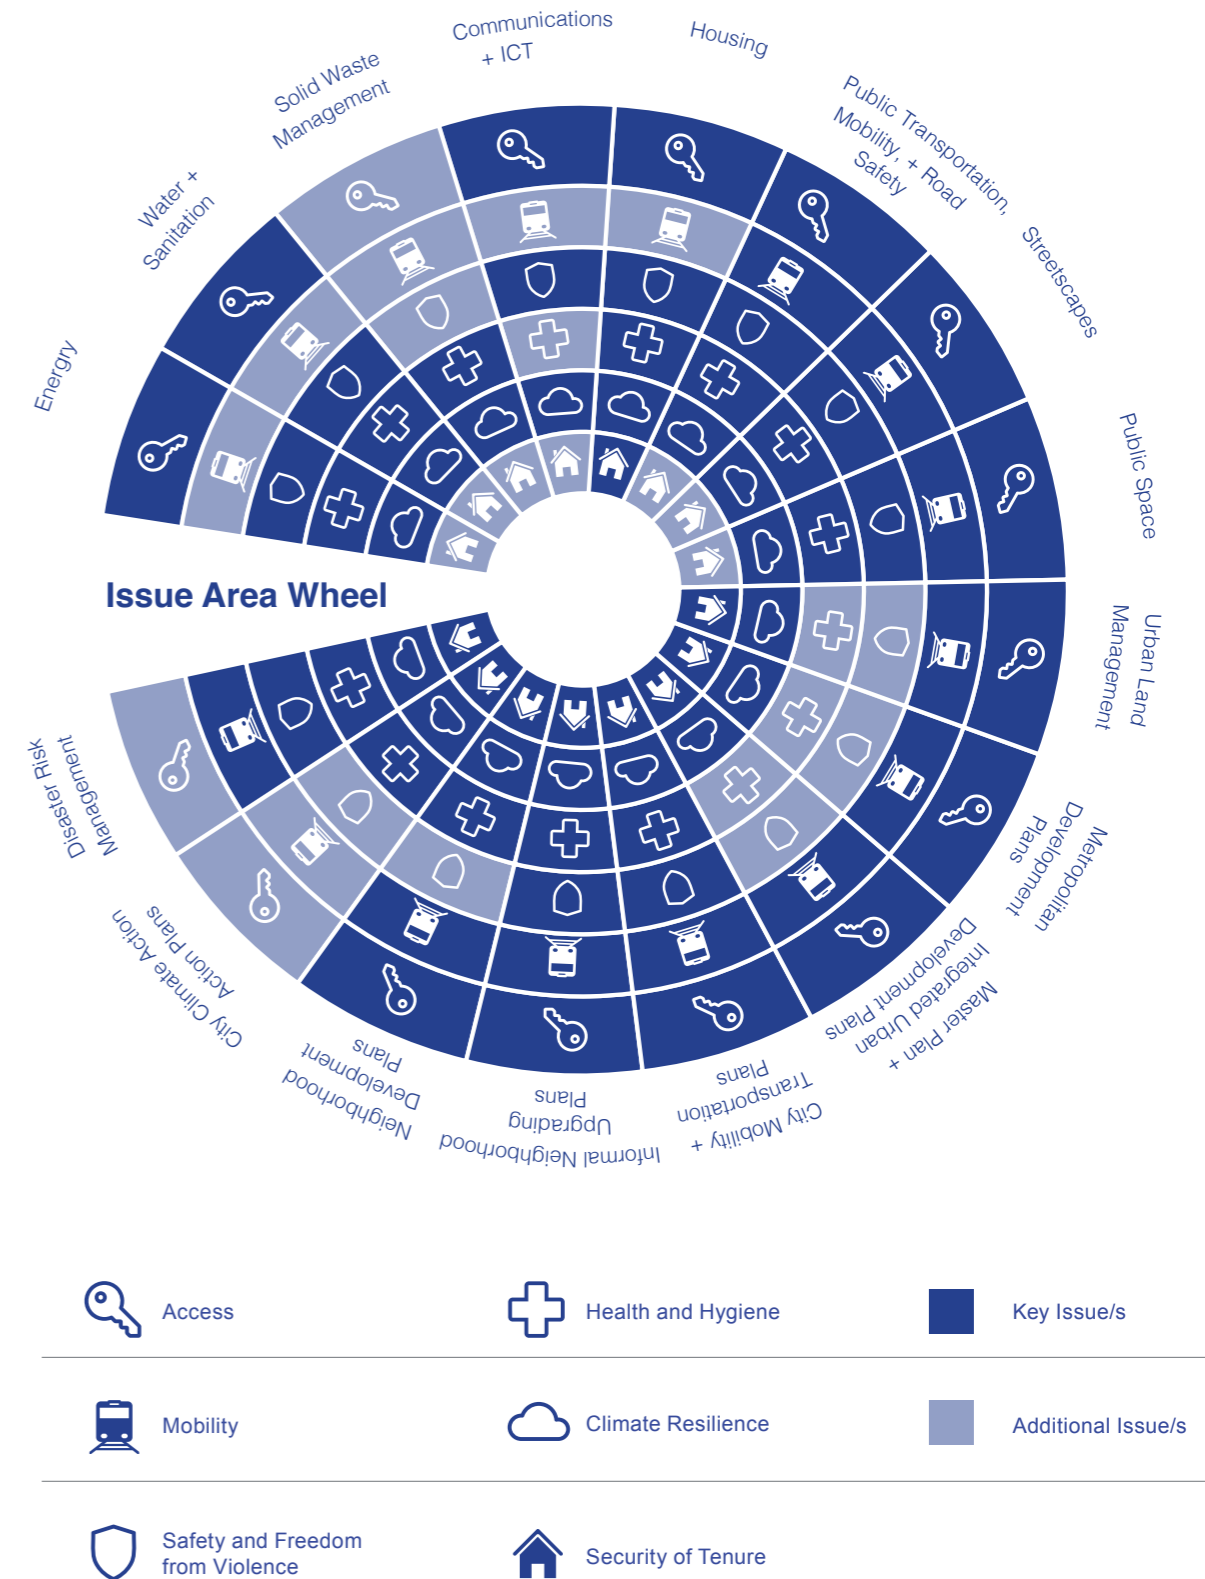 Energry
Water +
Sanitation
Solid Waste
Management
Communications
+ ICT
Housing
Public Transportation,
Mobility, + Road
Safety
Streetscapes
Public Space
Urban Land
Management
Metropolitan
Development
Plans
Master Plan +
Integrated Urban
Development Plans
City Mobility +
Transportation
Plans
Informal Neighborhood
Upgrading
Plans
Neighborhood
Development
Plans
City Climate Action
Action Plans
Disaster Risk
Management
Issue Area Wheel
Access
Health and Hygiene
Key Issue/s
Mobility
Climate Resilience
Additional Issue/s
Safety and Freedom
from Violence
Security of Tenure